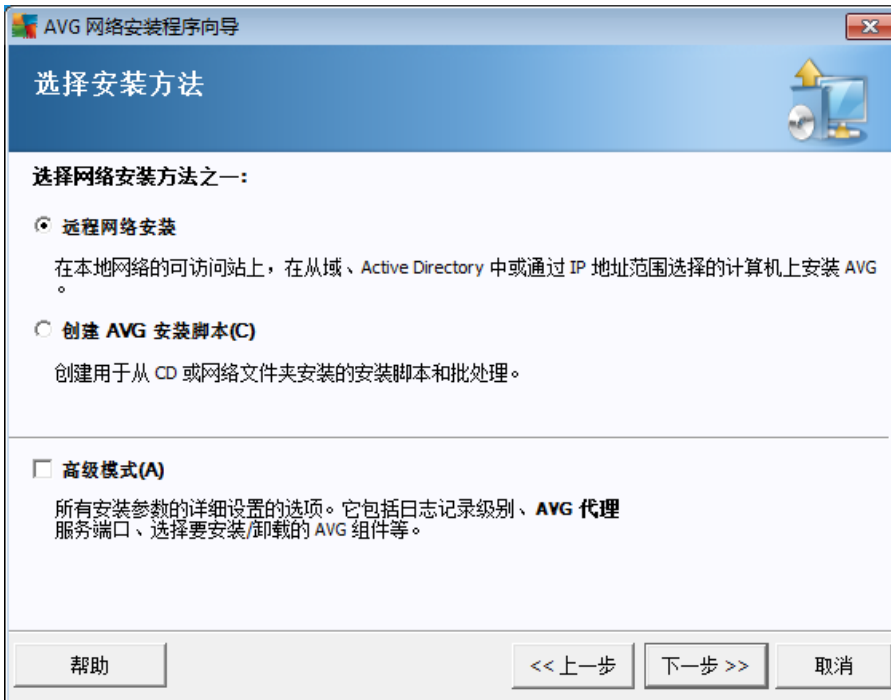 AVG 网络安装程序向导
选择安装方法
选择网络安装方法之一:
远程网络安装
在本地网络的可访问站上，在从域、Active Directory 中或通过 IP 地址范围选择的计算机上安装 AVG
。
创建 AVG 安装脚本(C)
创建用于从 CD 或网络文件夹安装的安装脚本和批处理。
高级模式(A)
所有安装参数的详细设置的选项。它包括日志记录级别、AVG 代理
服务端口、选择要安装/卸载的 AVG 组件等。
帮助
<< 上一步
下一步 >>
取消